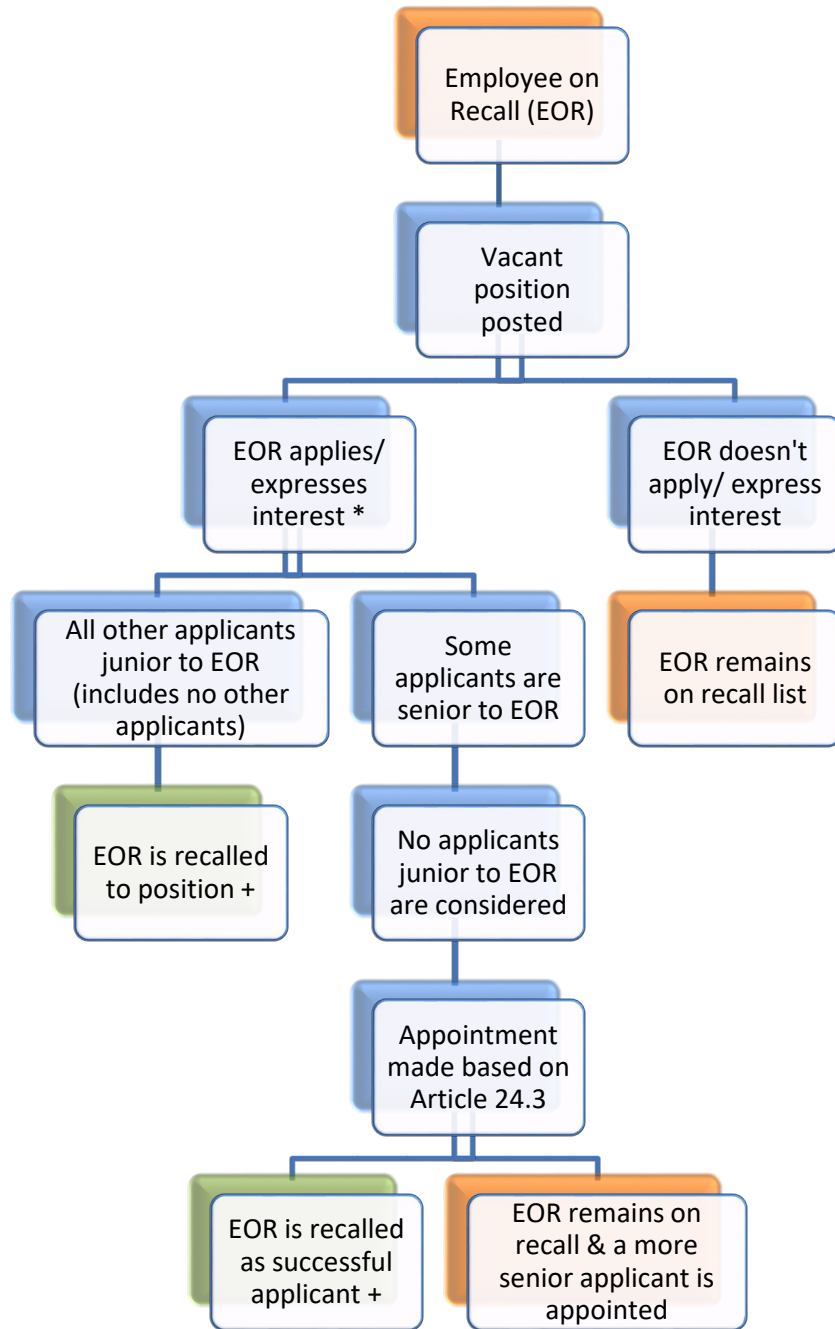 Employee on
Recall (EOR)
Vacant
position
posted
EOR applies/
expresses
interest *
EOR doesn't
apply/ express
interest
All other applicants
junior to EOR
(includes no other
applicants)
Some
applicants are
senior to EOR
EOR remains
on recall list
EOR is recalled
to position +
No applicants
junior to EOR
are considered
Appointment
made based on
Article 24.3
EOR is recalled
as successful
applicant +
EOR remains on
recall & a more
senior applicant is
appointed